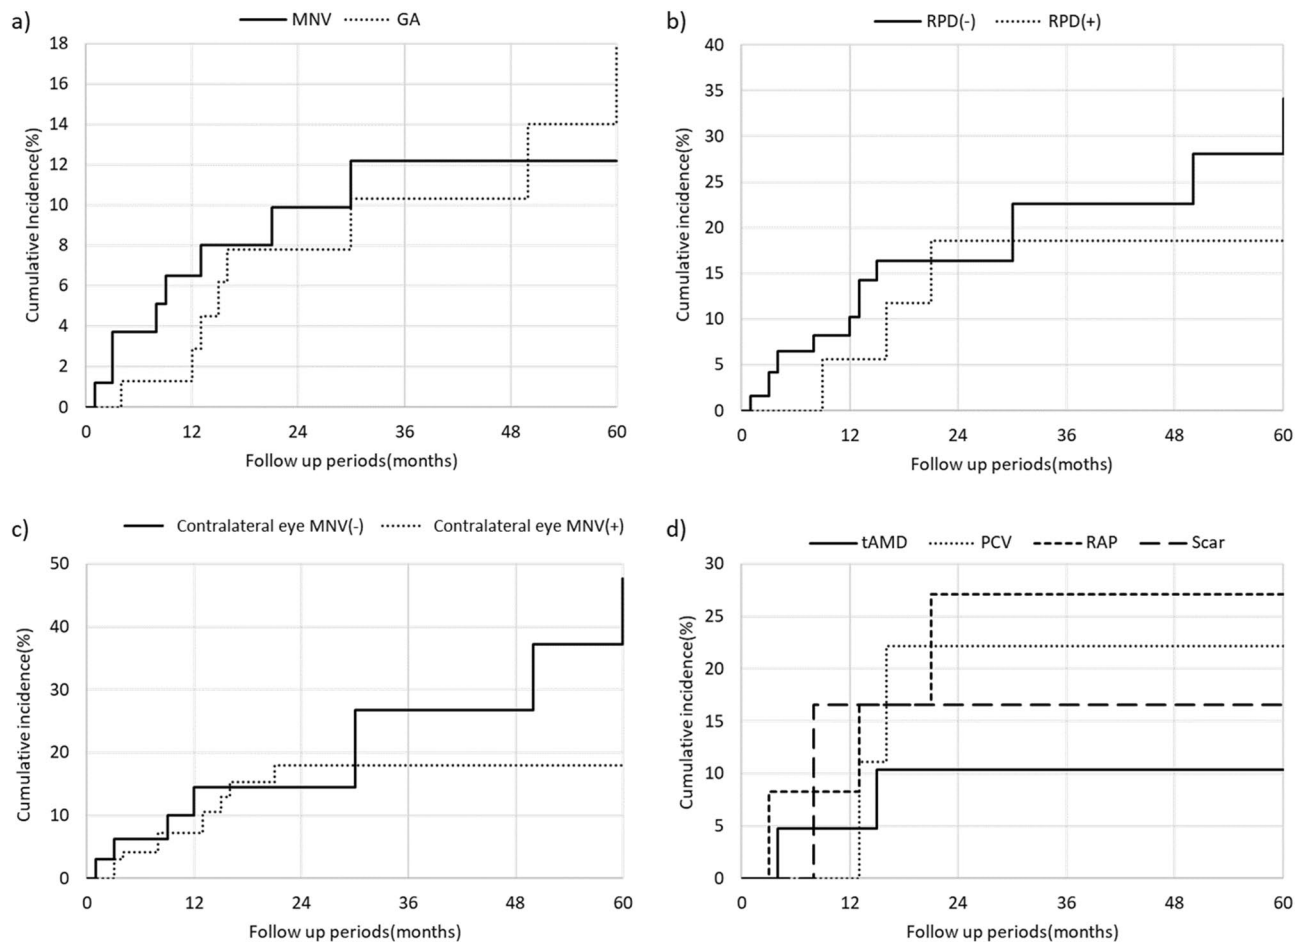 a)
MNV GA
Cumulative Incidence(%)
18
16
14
12
10
8
6
4
2
0
0 12 24 36 48 60
Follow up periods(months)
b)
RPD(-) RPD(+)
Cumulative incidence(%)
40
35
30
25
20
15
10
5
0
0 12 24 36 48 60
Follow up periods(moths)
c)
Contralateral eye MNV(-) Contralateral eye MNV(+)
Cumulative incidence(%)
50
40
30
20
10
0
0 12 24 36 48 60
Follow up periods(months)
d)
tAMD PCV RAP Scar
Cumulative incidence(%)
30
25
20
15
10
5
0
0 12 24 36 48 60
Follow up periods(months)